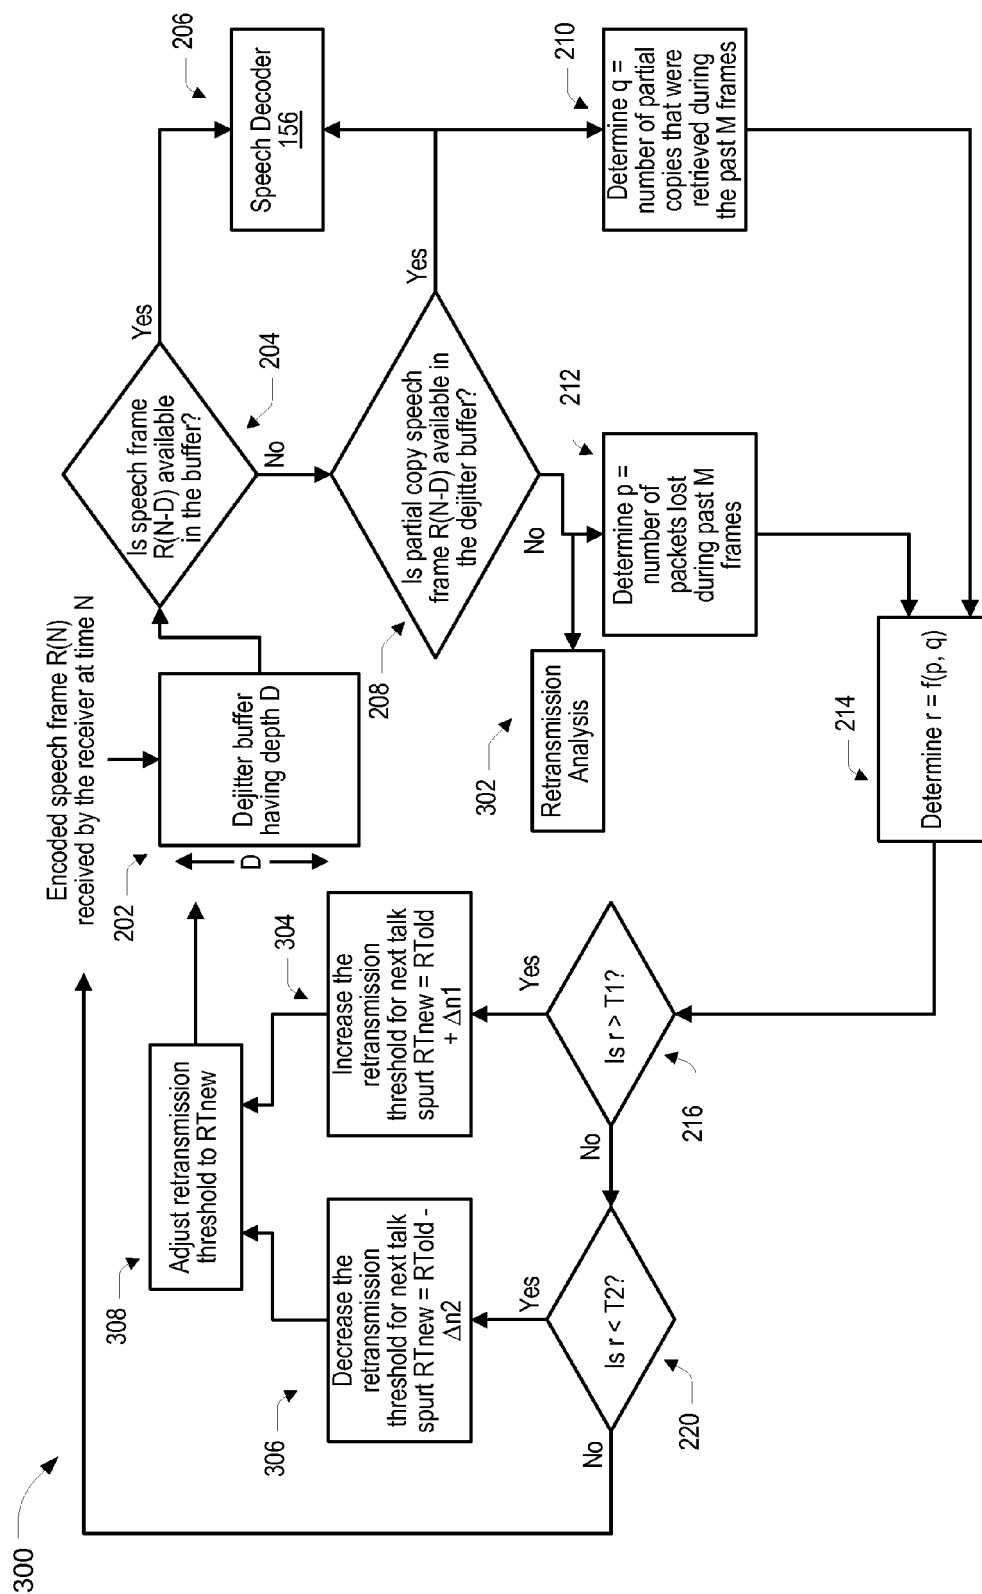 300
Encoded speech frame R(N)
received by the receiver at time N
202
Dejitter buffer
having depth D
D
Is speech frame
R(N-D) available
in the buffer?
204
Yes
No
206
Speech Decoder
156
Is partial copy speech
frame R(N-D) available in
the dejitter buffer?
208
Yes
No
210
Determine q =
number of partial
copies that were
retrieved during
the past M frames
212
Determine p =
number of
packets lost
during past M
frames
302
Retransmission
Analysis
214
Determine r = f(p, q)
Is r > T1?
216
Yes
No
Is r < T2?
220
Yes
No
304
Increase the
retransmission
threshold for next talk
spurt RTnew = RTold
+ Δn1
306
Decrease the
retransmission
threshold for next talk
spurt RTnew = RTold -
Δn2
308
Adjust retransmission
threshold to RTnew